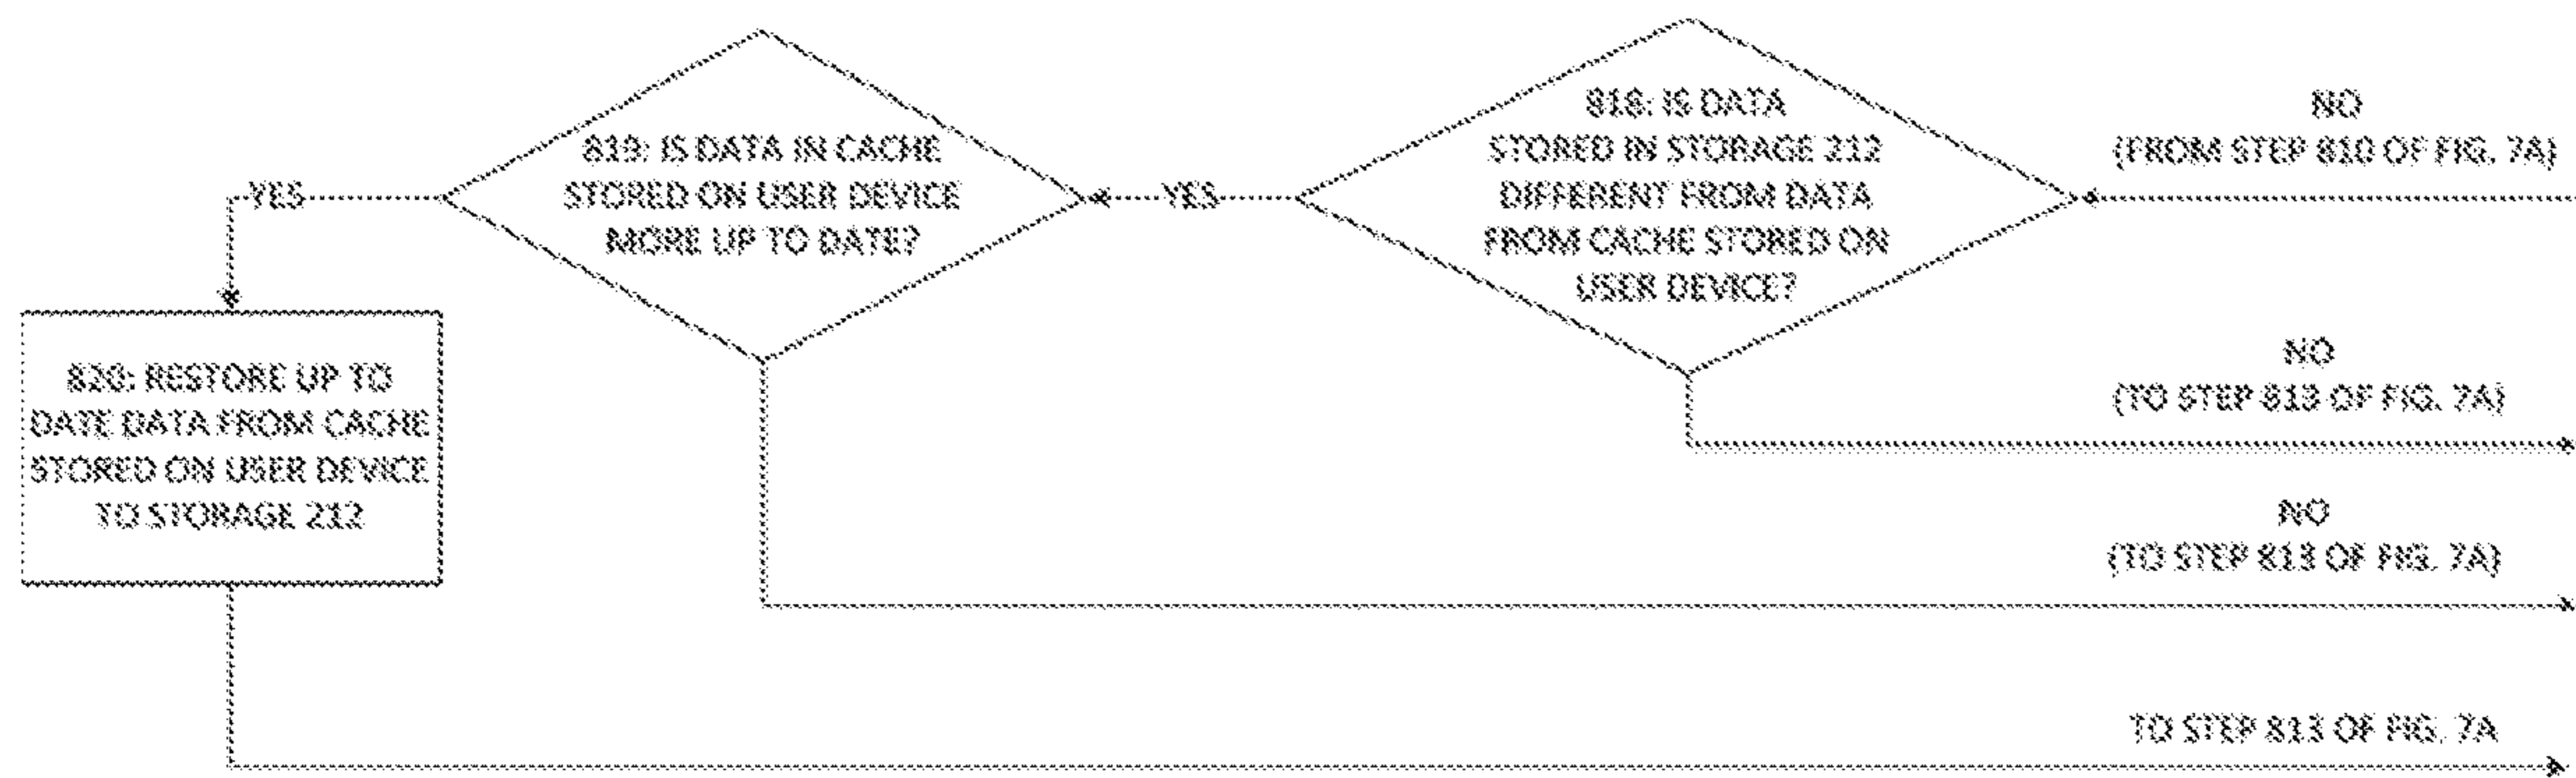 NO
(FROM STEP 810 OF FIG. 7A)
818: IS DATA
STORED IN STORAGE 212
DIFFERENT FROM DATA
FROM CACHE STORED ON
USER DEVICE?
YES
819: IS DATA IN CACHE
STORED ON USER DEVICE
MORE UP TO DATE?
YES
820: RESTORE UP TO
DATE DATA FROM CACHE
STORED ON USER DEVICE
TO STORAGE 212
NO
(TO STEP 813 OF FIG. 7A)
NO
(TO STEP 813 OF FIG. 7A)
TO STEP 813 OF FIG. 7A